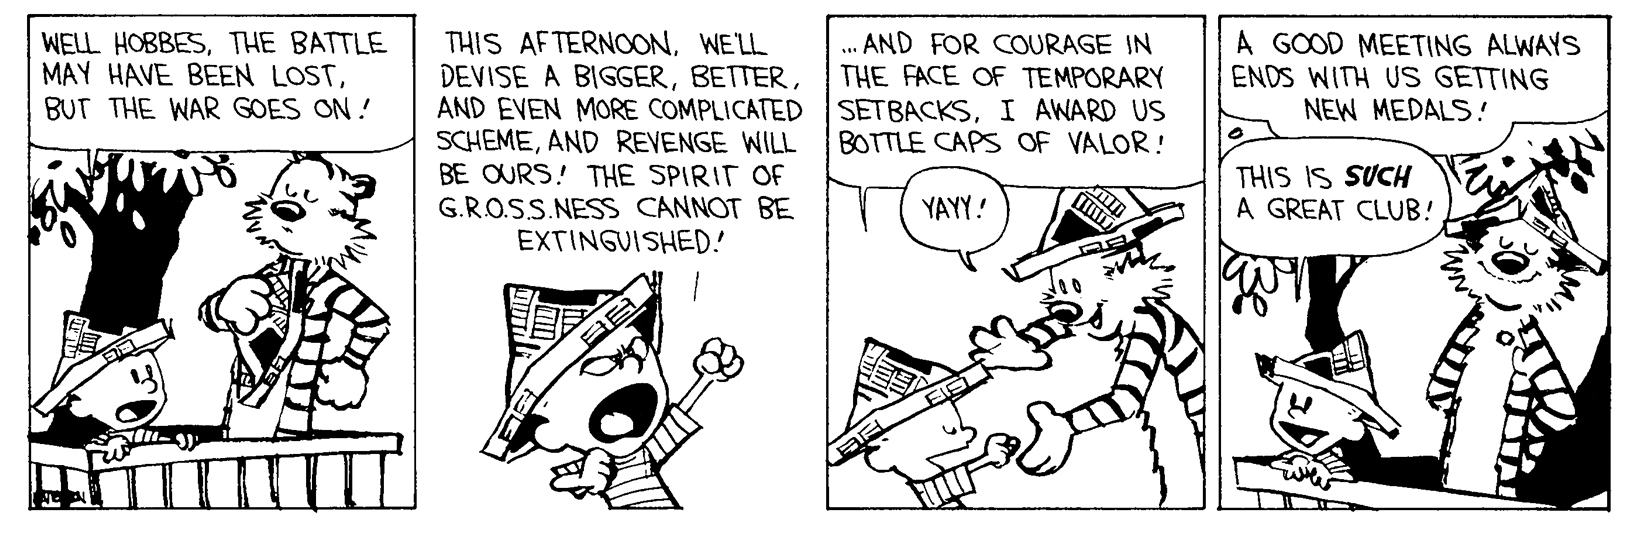 WELL HOBBES, THE BATTLE
MAY HAVE BEEN LOST,
BUT THE WAR GOES ON!
THIS AFTERNOON, WE'LL
DEVISE A BIGGER, BETTER,
AND EVEN MORE COMPLICATED
SCHEME, AND REVENGE WILL
BE OURS! THE SPIRIT OF
G.R.O.S.S.NESS CANNOT BE
EXTINGUISHED!
...AND FOR COURAGE IN
THE FACE OF TEMPORARY
SETBACKS, I AWARD US
BOTTLE CAPS OF VALOR!
YAYY!
A GOOD MEETING ALWAYS
ENDS WITH US GETTING
NEW MEDALS!
THIS IS SUCH
A GREAT CLUB!